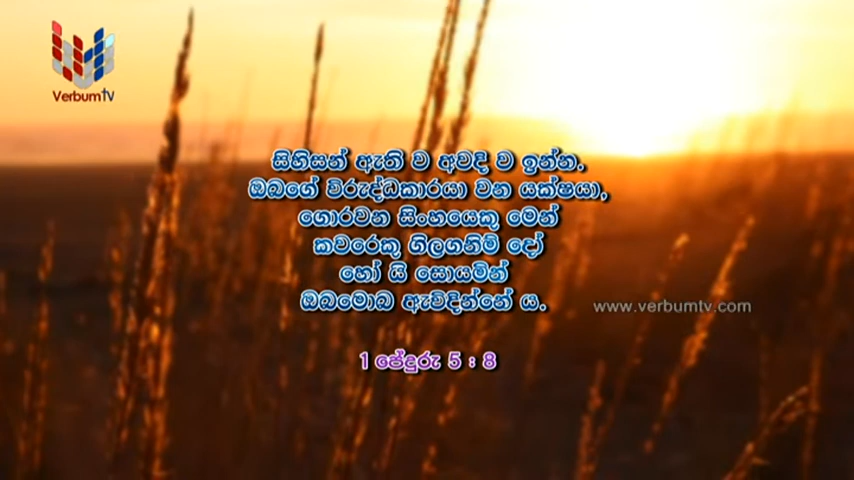 VerbumTV
සිහිසන් ඇති ව අවදි ව ඉන්න.
ඔබගේ විරුද්ධකාරයා වන යක්ෂයා,
ගොරවන සිංහයෙකු මෙන්
කවරෙකු ගිලගනිම් දෝ
හෝ යි සොයමින්
ඔබමොබ ඇවිදින්නේ ය.
www.verbumtv.com
1 පේදුරු 5 : 8